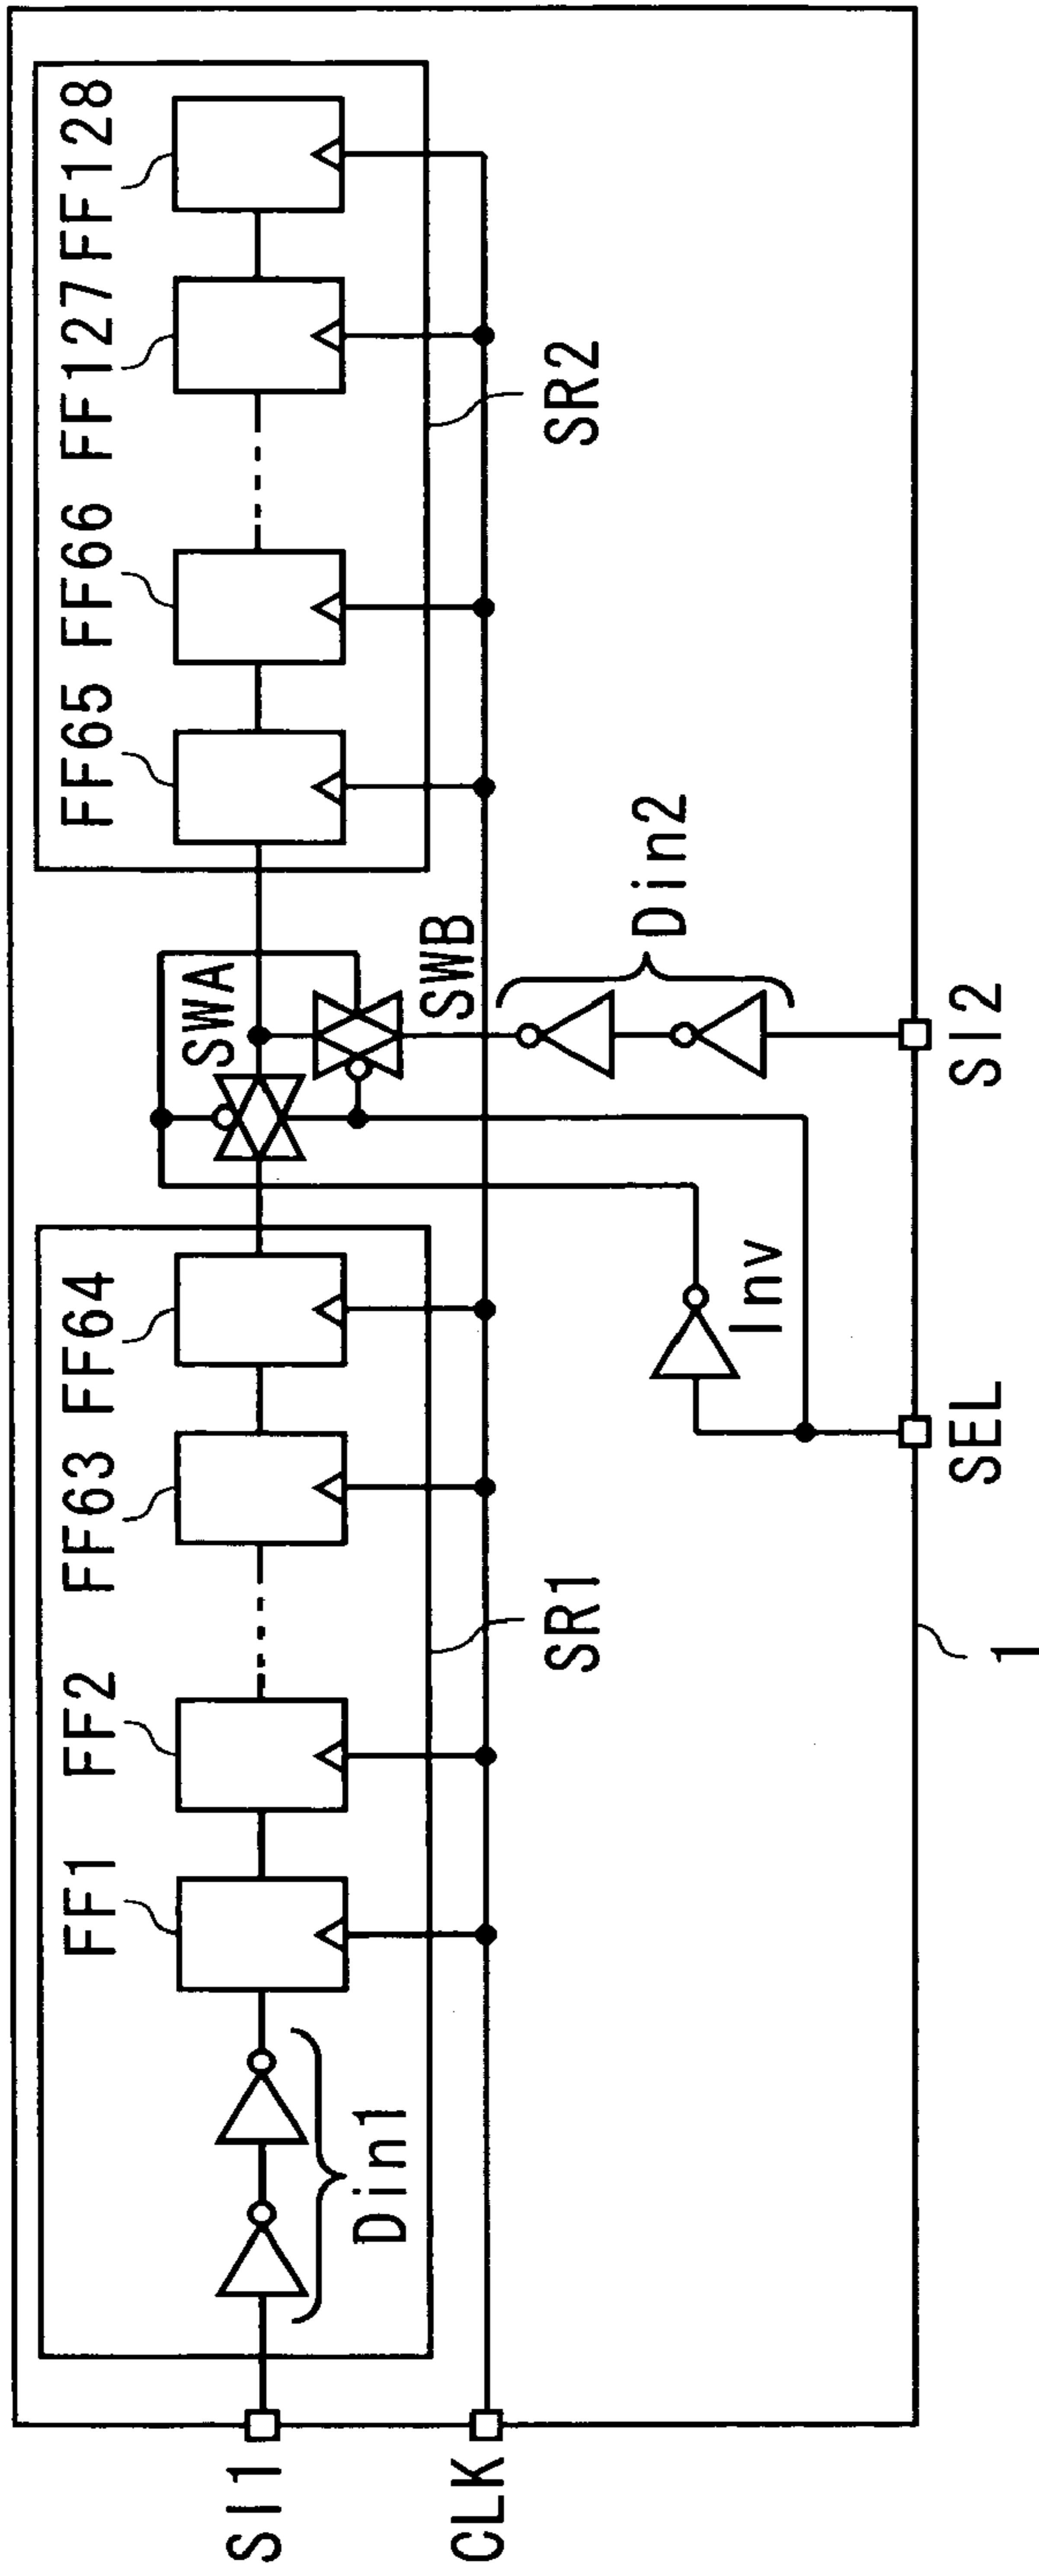 FF1
FF2
FF63
FF64
FF65
FF66
FF127
FF128
SWA
SWB
Din1
SR1
SR2
Inv
Din2
SI1
CLK
SEL
SI2
1